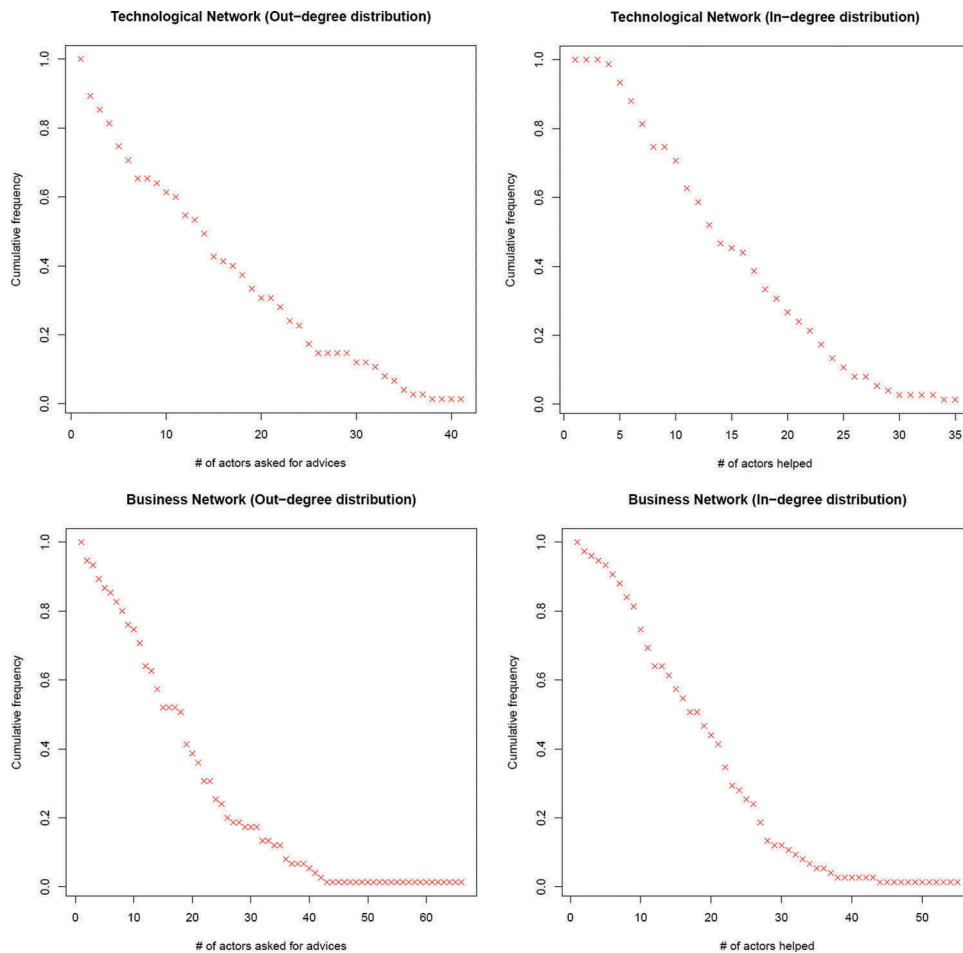 Technological Network (Out−degree distribution)
Cumulative frequency
1.0
0.8
0.6
0.4
0.2
0.0
0 10 20 30 40
# of actors asked for advices
Technological Network (In−degree distribution)
Cumulative frequency
1.0
0.8
0.6
0.4
0.2
0.0
0 5 10 15 20 25 30 35
# of actors helped
Business Network (Out−degree distribution)
Cumulative frequency
1.0
0.8
0.6
0.4
0.2
0.0
0 10 20 30 40 50 60
# of actors asked for advices
Business Network (In−degree distribution)
Cumulative frequency
1.0
0.8
0.6
0.4
0.2
0.0
0 10 20 30 40 50
# of actors helped